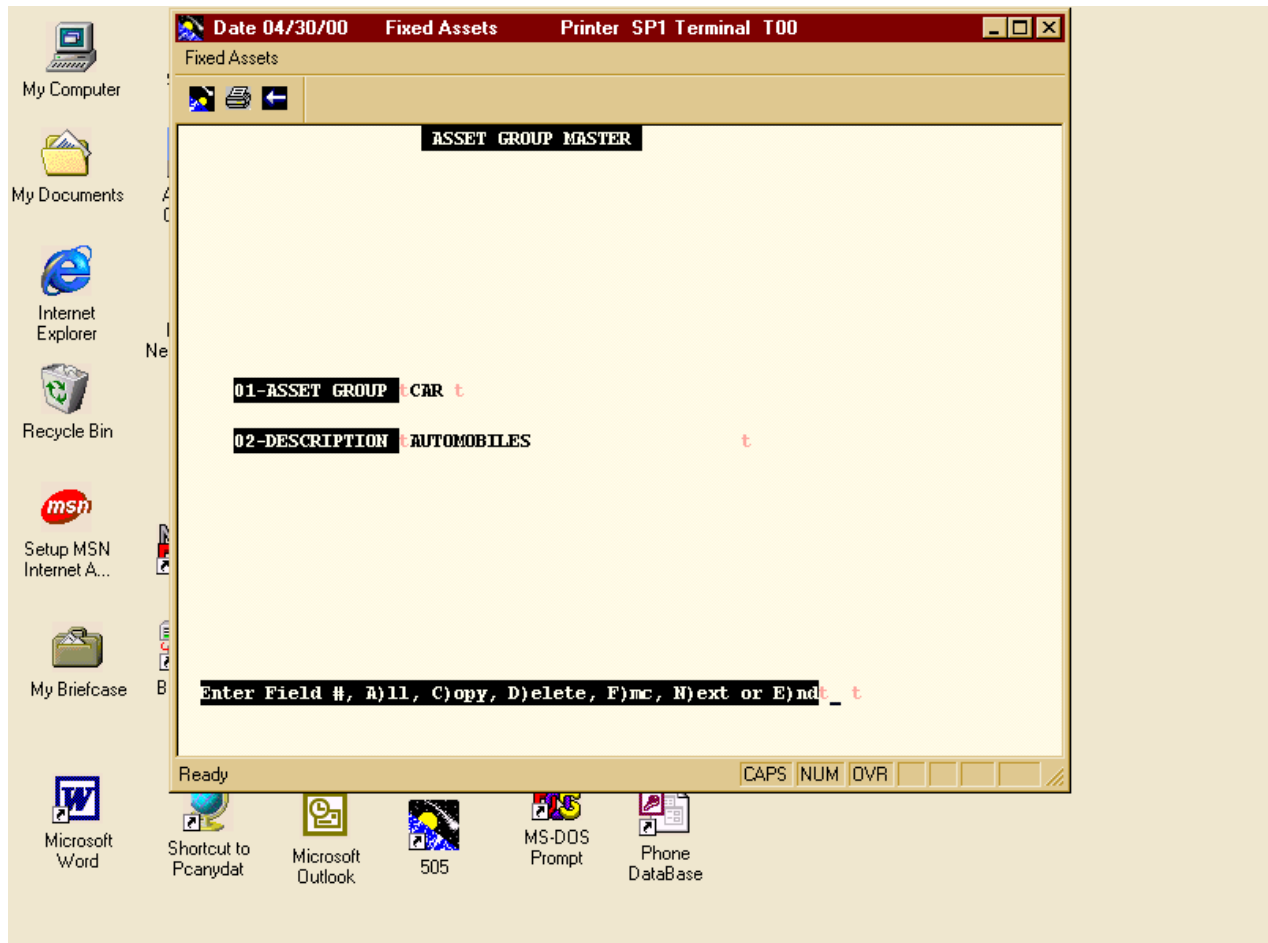 Date 04/30/00 Fixed Assets Printer SP1 Terminal T00
Fixed Assets
ASSET GROUP MASTER
01-ASSET GROUP t CAR t
02-DESCRIPTION t AUTOMOBILES t
Enter Field #, A)ll, C)opy, D)elete, F)mc, N)ext or E)nd t _ t
Ready CAPS NUM OVR
My Computer
My Documents
Internet
Explorer
Ne
Recycle Bin
msn
Setup MSN
Internet A...
My Briefcase
B
Microsoft
Word
Shortcut to
Pcanydat
Microsoft
Outlook
505
MS-DOS
Prompt
Phone
DataBase